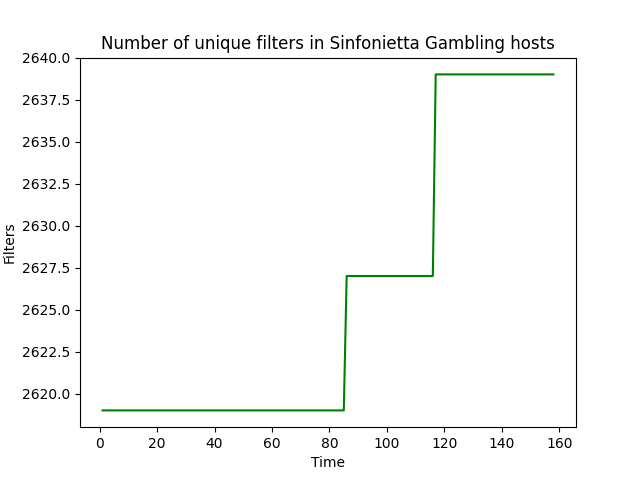 Number of unique filters in Sinfonietta Gambling hosts
2640.0
2637.5
2635.0
2632.5
2630.0
2627.5
2625.0
2622.5
2620.0
Filters
0 20 40 60 80 100 120 140 160
Time